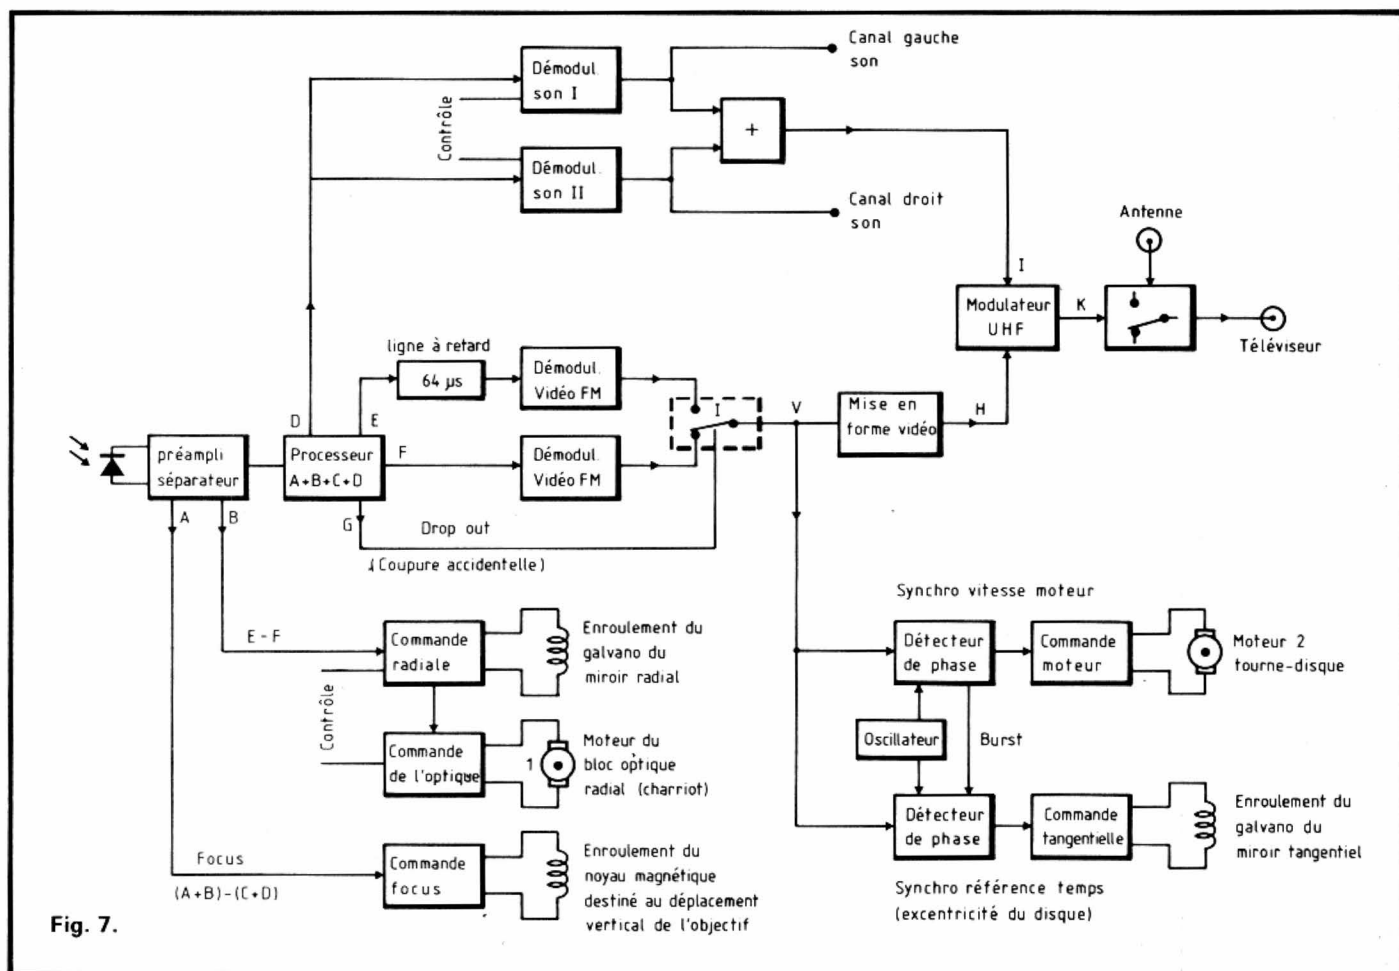 Canal gauche
son
Démodul.
son I
Contrôle
+
Démodul.
son II
Canal droit
son
Antenne
I
Modulateur
UHF
K
Téléviseur
ligne à retard
64 µs
Démodul.
Vidéo FM
I
V
Mise en
forme vidéo
H
D
E
préampli
séparateur
Processeur
A+B+C+D
F
Démodul.
Vidéo FM
A
B
G
Drop out
(Coupure accidentelle)
E-F
Commande
radiale
Enroulement du
galvano du
miroir radial
Contrôle
Commande
de l'optique
1
Moteur du
bloc optique
radial (charriot)
Focus
(A+B)-(C+D)
Commande
focus
Enroulement du
noyau magnétique
destiné au déplacement
vertical de l'objectif
Synchro vitesse moteur
Détecteur
de phase
Commande
moteur
Moteur 2
tourne-disque
Oscillateur
Burst
Détecteur
de phase
Commande
tangentielle
Enroulement du
galvano du
miroir tangentiel
Synchro référence temps
(excentricité du disque)
Fig. 7.